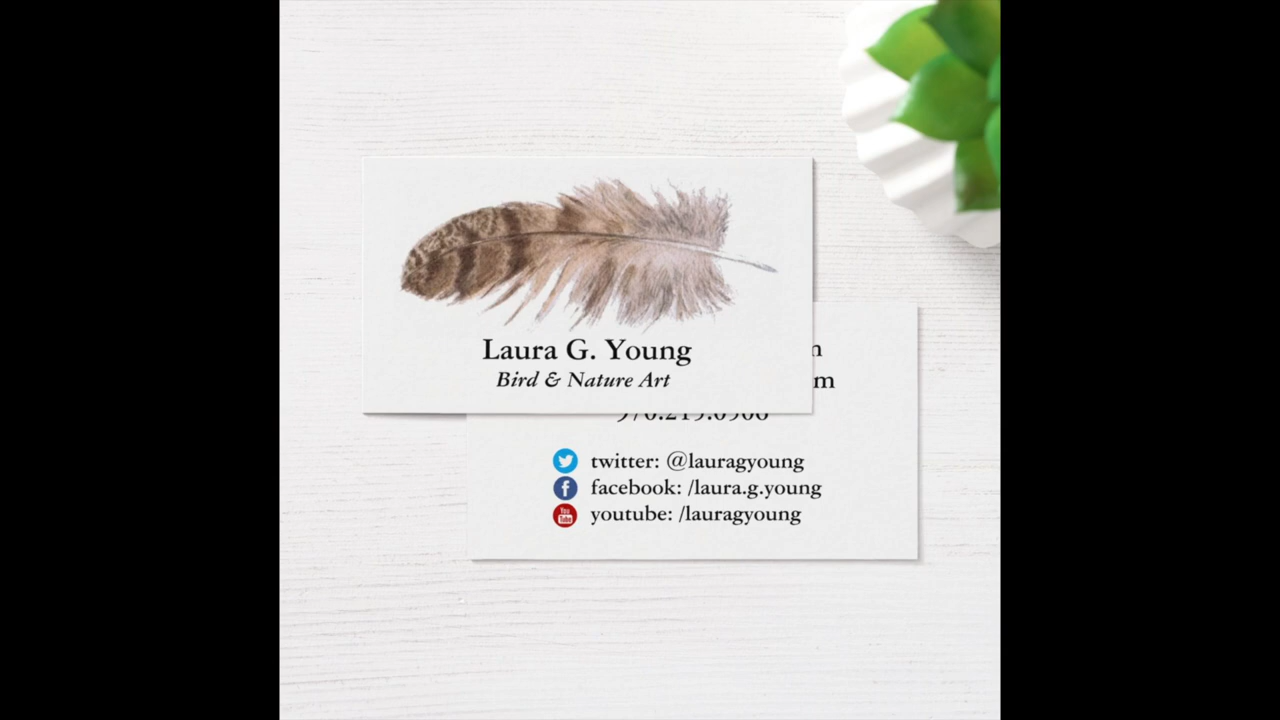 Laura G. Young
Bird & Nature Art
twitter: @lauragyoung
facebook: /laura.g.young
youtube: /lauragyoung